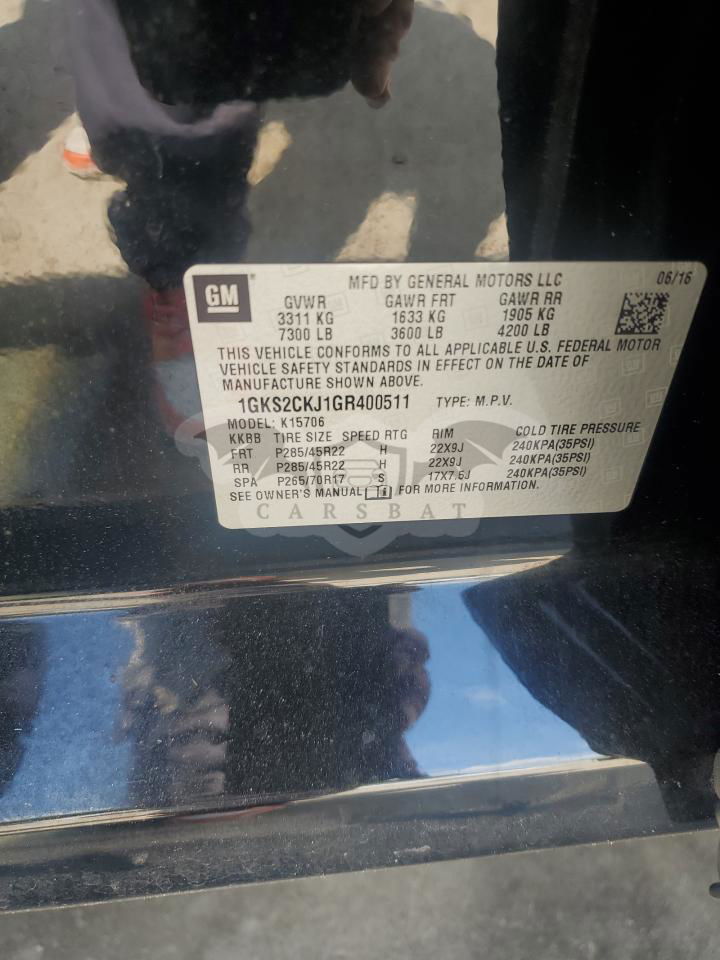 GM ®
MFD BY GENERAL MOTORS LLC 06/16
GVWR GAWR FRT GAWR RR
3311 KG 1633 KG 1905 KG
7300 LB 3600 LB 4200 LB
THIS VEHICLE CONFORMS TO ALL APPLICABLE U.S. FEDERAL MOTOR
VEHICLE SAFETY STANDARDS IN EFFECT ON THE DATE OF
MANUFACTURE SHOWN ABOVE.
1GKS2CKJ1GR400511 TYPE: M.P.V.
MODEL: K15706
KKBB TIRE SIZE SPEED RTG RIM COLD TIRE PRESSURE
FRT P285/45R22 H 22X9J 240KPA(35PSI)
RR P285/45R22 H 22X9J 240KPA(35PSI)
SPA P265/70R17 S 17X7.5J 240KPA(35PSI)
SEE OWNER'S MANUAL i FOR MORE INFORMATION.
CARSBAT